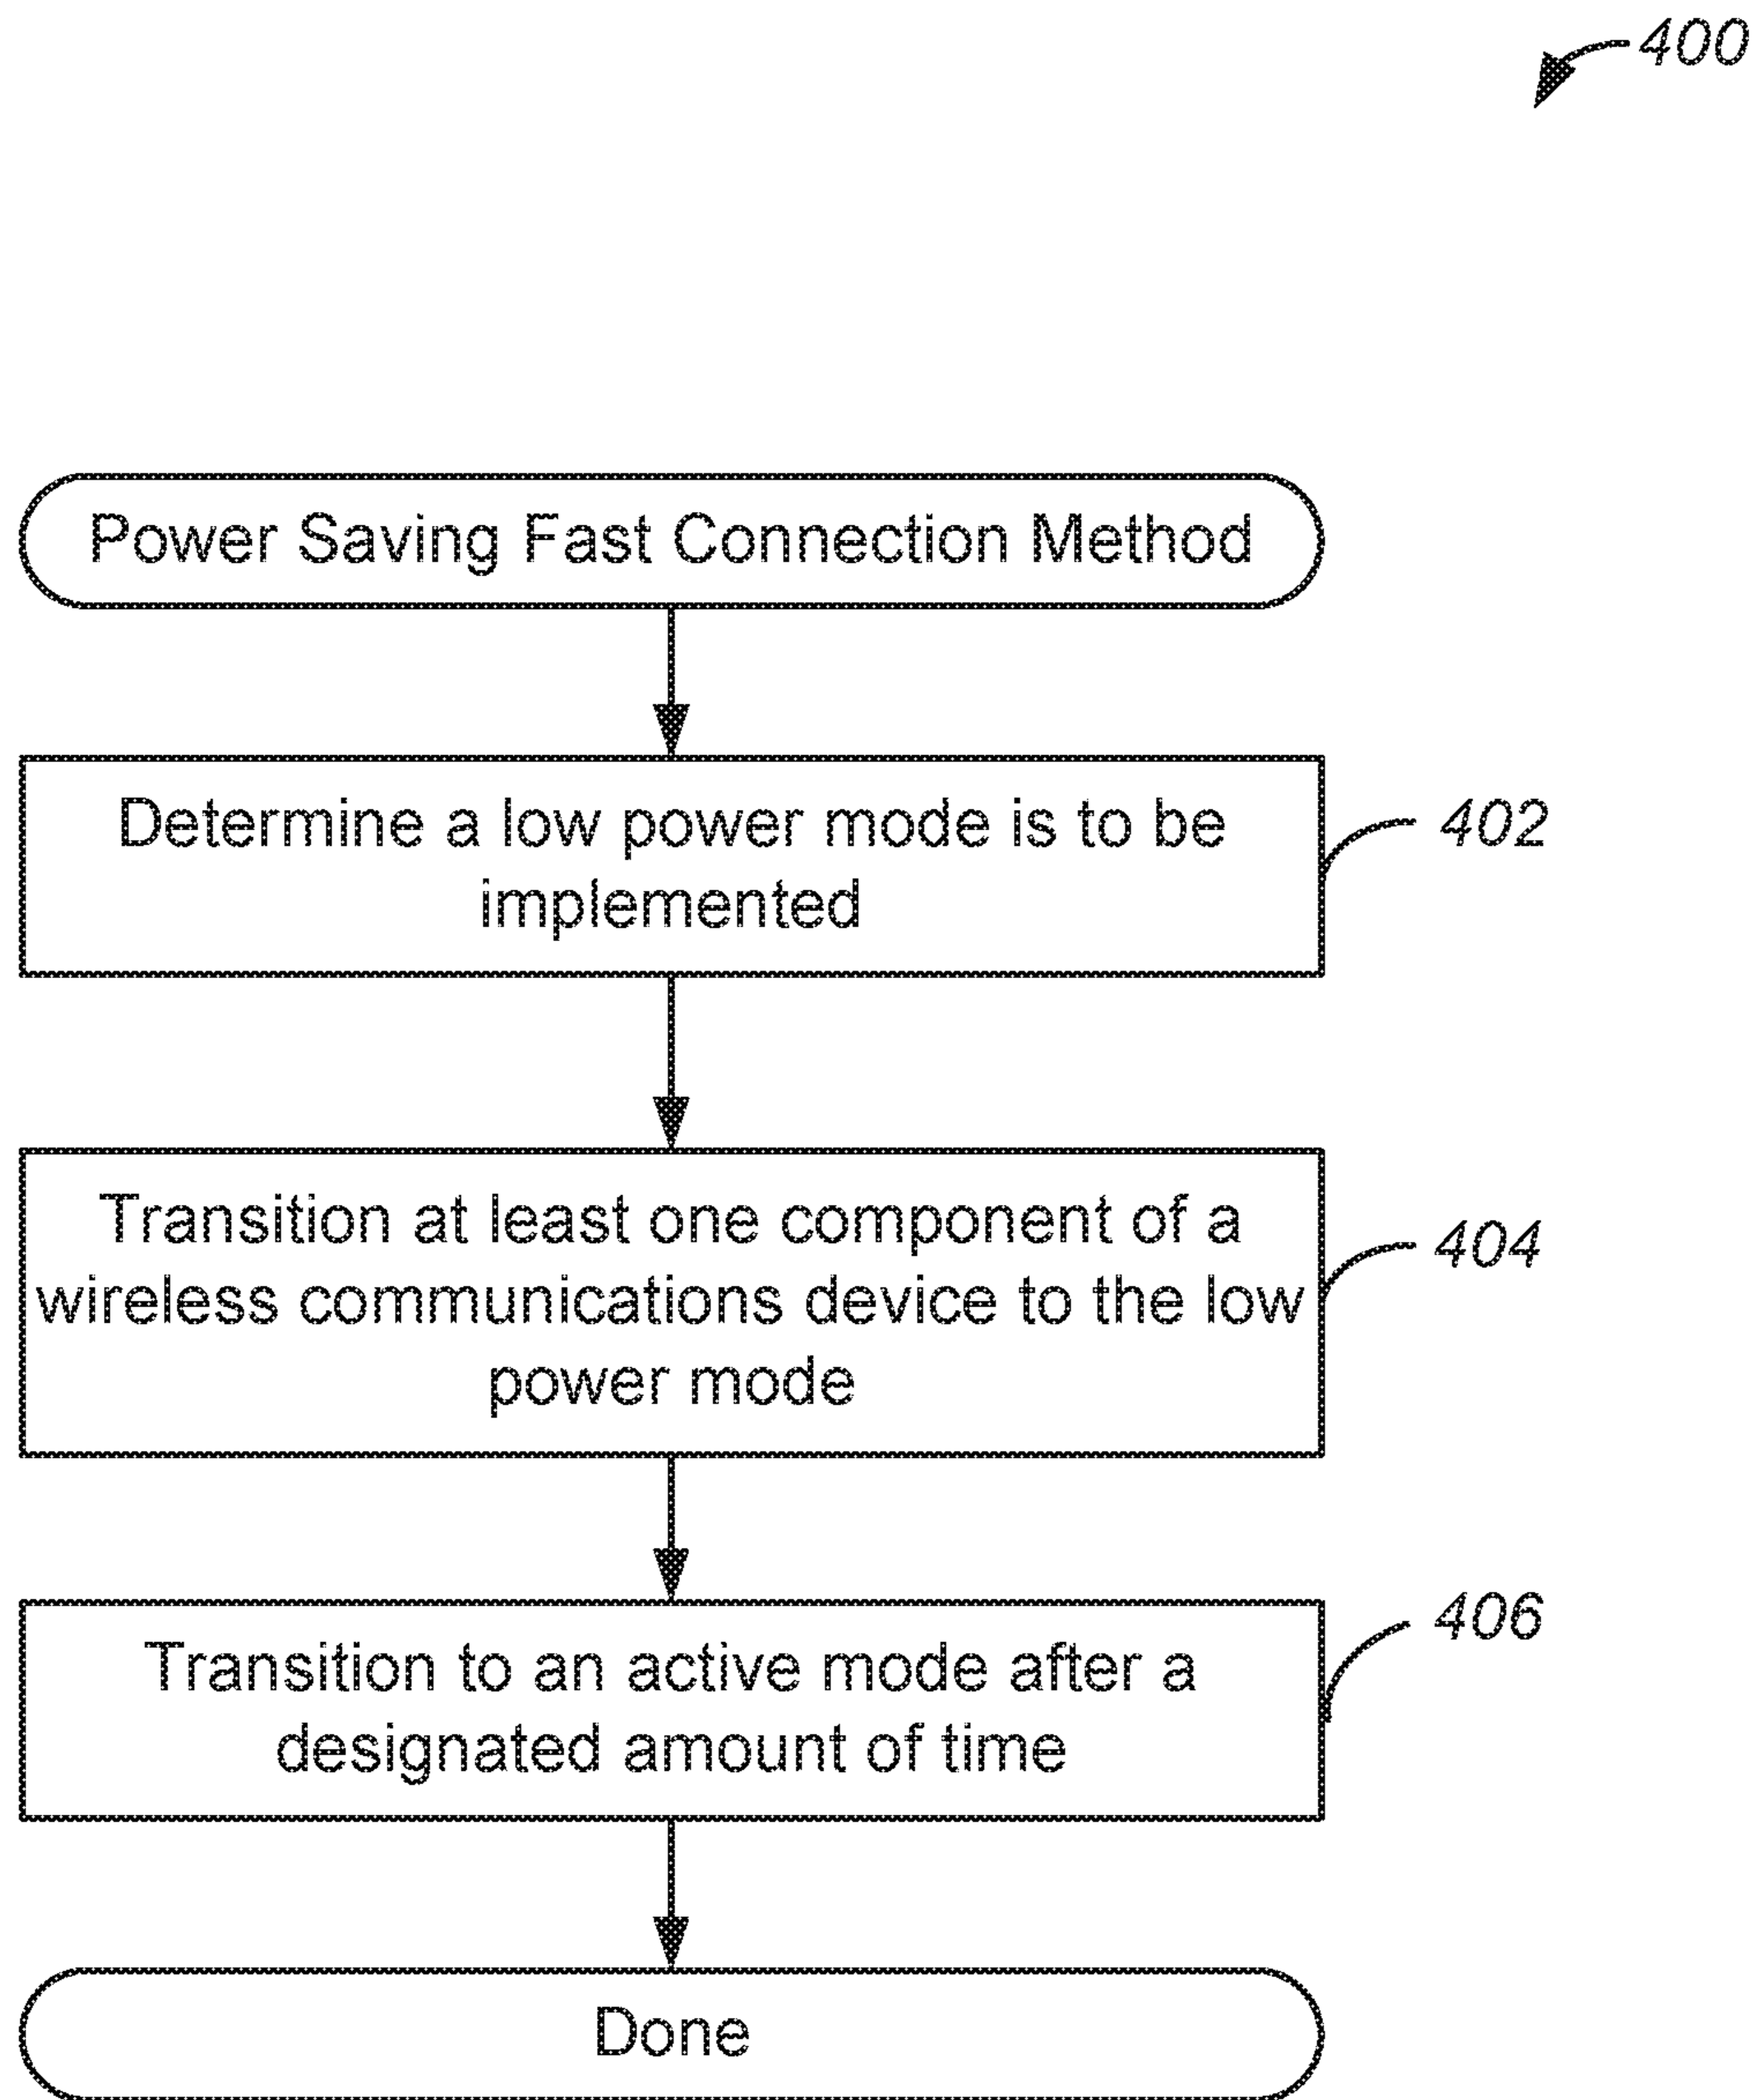 400
Power Saving Fast Connection Method
Determine a low power mode is to be
implemented
402
Transition at least one component of a
wireless communications device to the low
power mode
404
Transition to an active mode after a
designated amount of time
406
Done